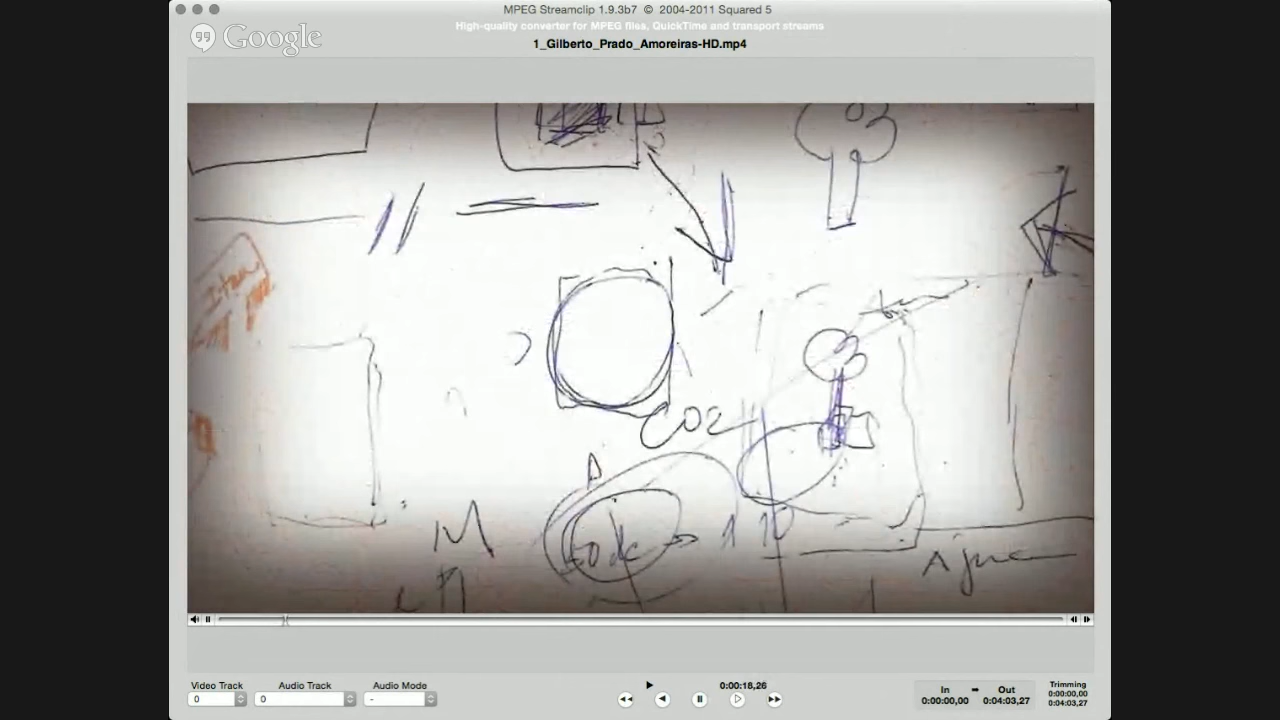 MPEG Streamclip 1.9.3b7 © 2004-2011 Squared 5
Google
High-quality converter for MPEG files, QuickTime and transport streams
1_Gilberto_Prado_Amoreiras-HD.mp4
CO2
A
M
Video Track
Audio Track
Audio Mode
0
0
-
0:00:18,26
In
Out
0:00:00,00
0:04:03,27
Trimming
0:00:00,00
0:04:03,27